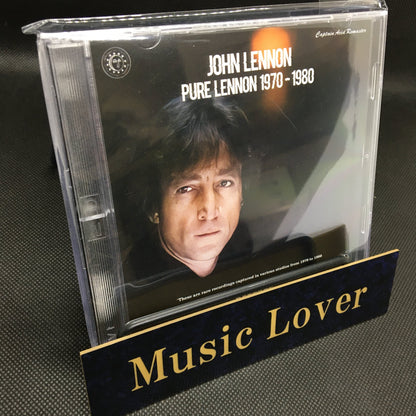 Captain Acid Remaster
JOHN LENNON
PURE LENNON 1970-1980
These are rare recordings captured in various studios from 1970 to 1980
Music Lover